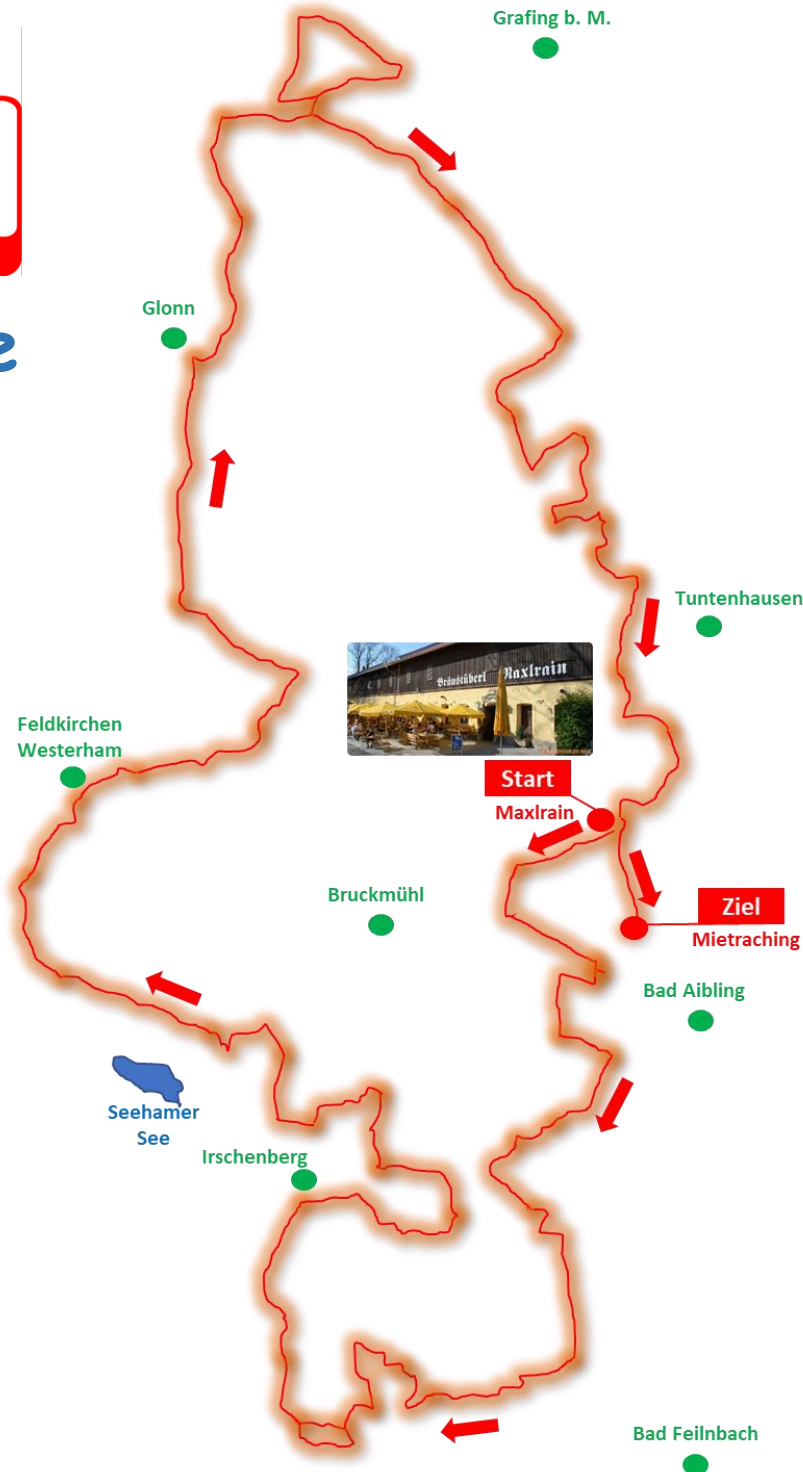 Grafing b. M.
e
Glonn
Tuntenhausen
Bräustüberl Maxlrain
Feldkirchen
Westerham
Start
Maxlrain
Bruckmühl
Ziel
Mietraching
Bad Aibling
Seehamer
See
Irschenberg
Bad Feilnbach